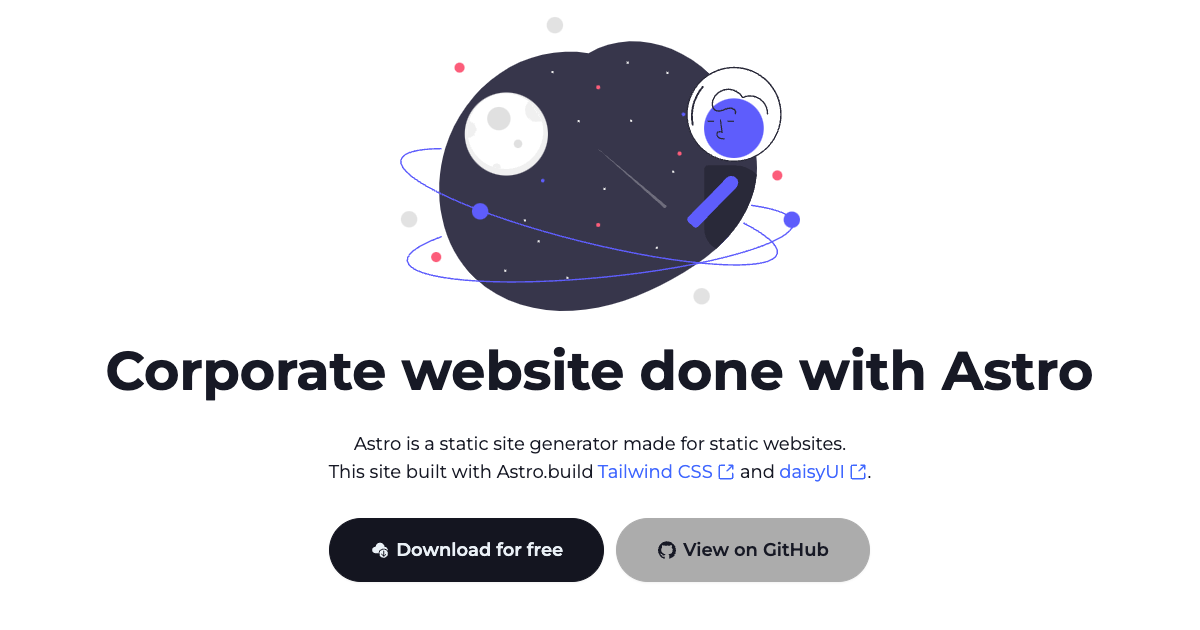 Corporate website done with Astro
Astro is a static site generator made for static websites.
This site built with Astro.build Tailwind CSS and daisyUI.
Download for free
View on GitHub